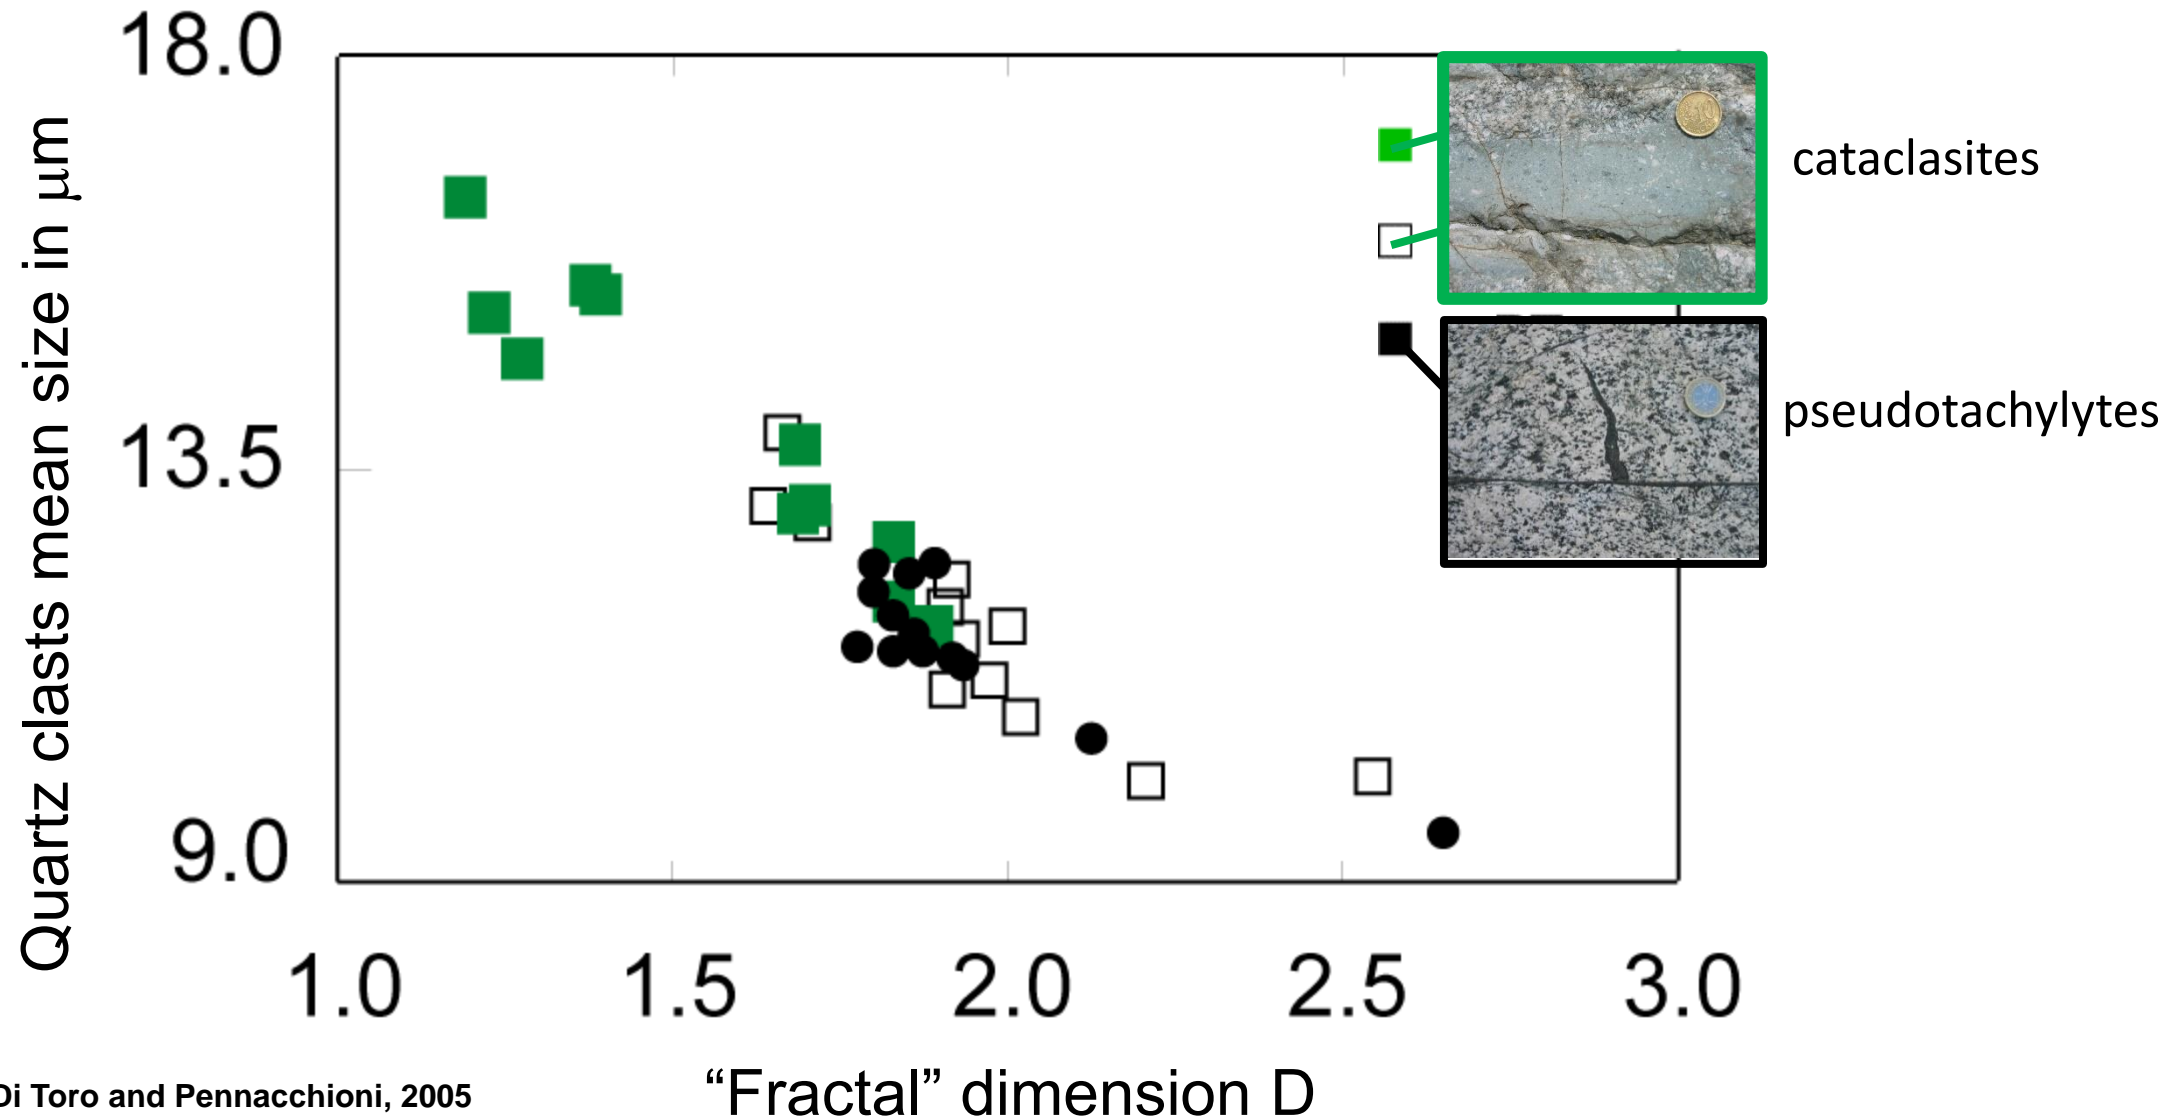 18.0
13.5
9.0
Quartz clasts mean size in μm
cataclasites
pseudotachylytes
1.0 1.5 2.0 2.5 3.0
"Fractal" dimension D
Di Toro and Pennacchioni, 2005